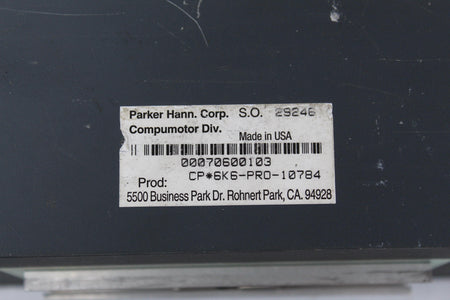 Parker Hann. Corp. S.O. 29246
Compumotor Div.
Made in USA
00070600103
Prod: CP*6K6-PRO-10784
5500 Business Park Dr. Rohnert Park, CA. 94928